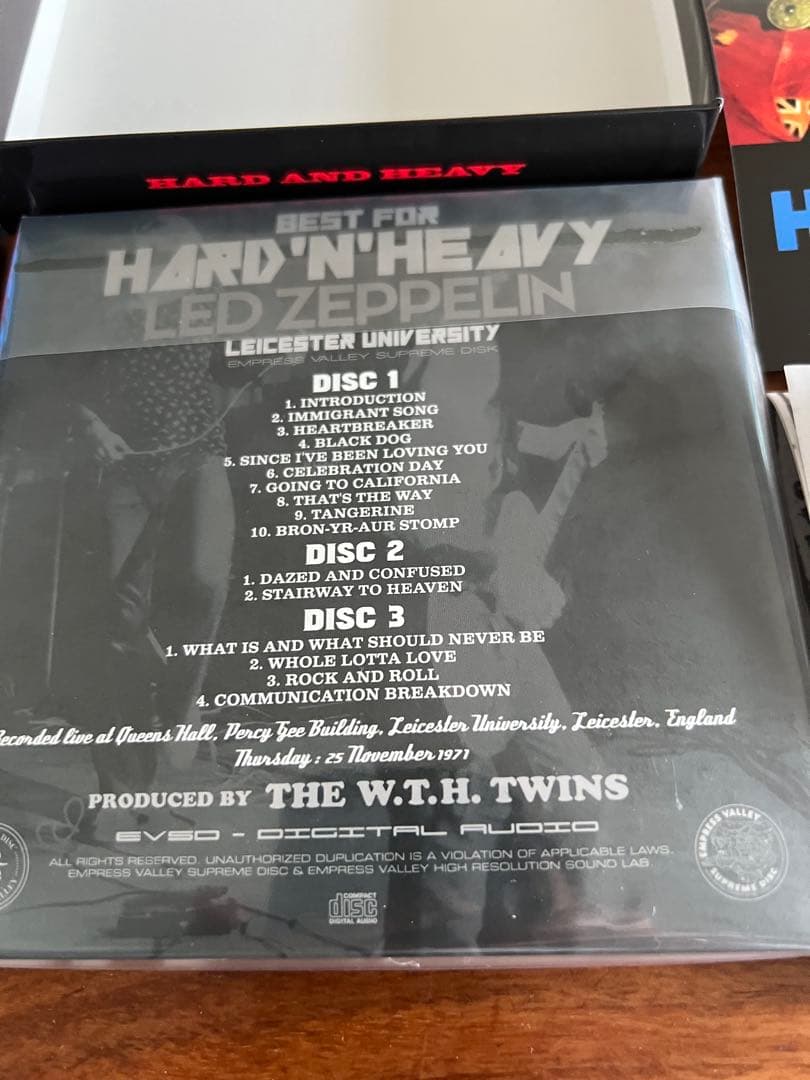 HARD AND HEAVY
BEST FOR
HARD'N'HEAVY
LED ZEPPELIN
LEICESTER UNIVERSITY
EMPRESS VALLEY SUPREME DISK
DISC 1
1. INTRODUCTION
2. IMMIGRANT SONG
3. HEARTBREAKER
4. BLACK DOG
5. SINCE I'VE BEEN LOVING YOU
6. CELEBRATION DAY
7. GOING TO CALIFORNIA
8. THAT'S THE WAY
9. TANGERINE
10. BRON-YR-AUR STOMP
DISC 2
1. DAZED AND CONFUSED
2. STAIRWAY TO HEAVEN
DISC 3
1. WHAT IS AND WHAT SHOULD NEVER BE
2. WHOLE LOTTA LOVE
3. ROCK AND ROLL
4. COMMUNICATION BREAKDOWN
Recorded live at Queens Hall, Percy Gee Building, Leicester University, Leicester, England
Thursday : 25 November 1971
PRODUCED BY THE W.T.H. TWINS
EVSD - DIGITAL AUDIO
ALL RIGHTS RESERVED. UNAUTHORIZED DUPLICATION IS A VIOLATION OF APPLICABLE LAWS.
EMPRESS VALLEY SUPREME DISC & EMPRESS VALLEY HIGH RESOLUTION SOUND LAB.
EMPRESS VALLEY
SUPREME DISC
COMPACT
disc
DIGITAL AUDIO